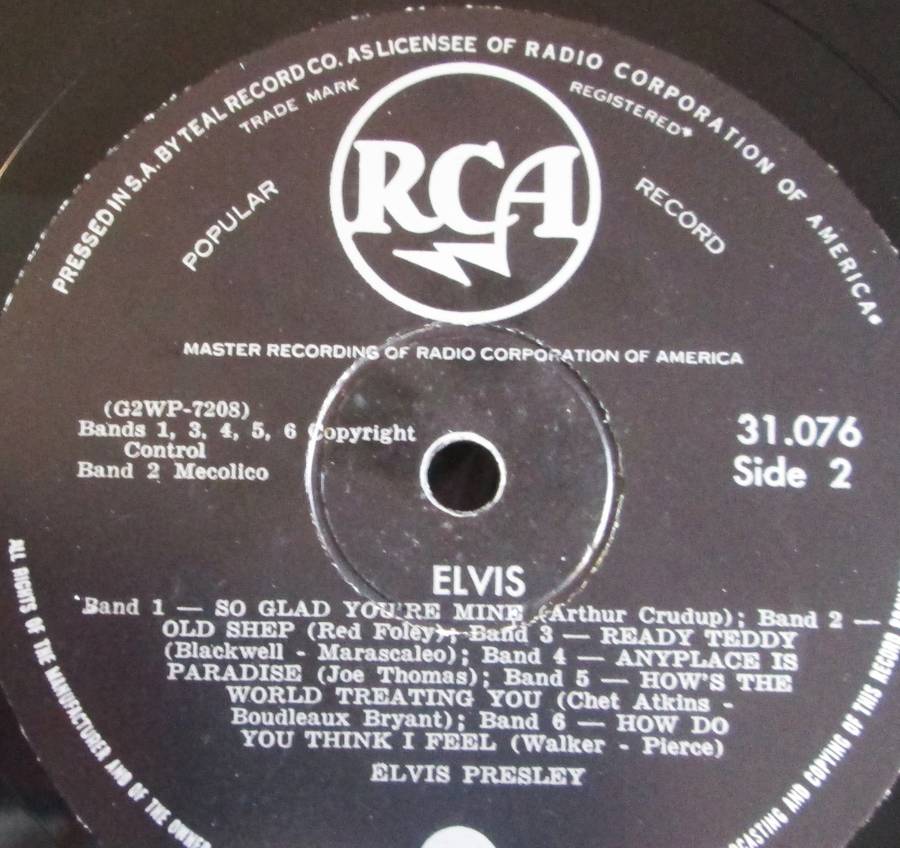 PRESSED IN S.A. BY TEAL RECORD CO. AS LICENSEE OF RADIO CORPORATION OF AMERICA.
TRADE MARK
REGISTERED*
POPULAR
RECORD
RCA
MASTER RECORDING OF RADIO CORPORATION OF AMERICA
(G2WP-7208)
Bands 1, 3, 4, 5, 6 Copyright
Control
Band 2 Mecolico
31.076
Side 2
ELVIS
Band 1 — SO GLAD YOU'RE MINE (Arthur Crudup); Band 2 —
OLD SHEP (Red Foley); Band 3 — READY TEDDY
(Blackwell - Marascaleo); Band 4 — ANYPLACE IS
PARADISE (Joe Thomas); Band 5 — HOW'S THE
WORLD TREATING YOU (Chet Atkins -
Boudleaux Bryant); Band 6 — HOW DO
YOU THINK I FEEL (Walker - Pierce)
ELVIS PRESLEY
ALL RIGHTS OF THE MANUFACTURER AND OF THE OWNER
CASTING AND COPYING OF THIS RECORD